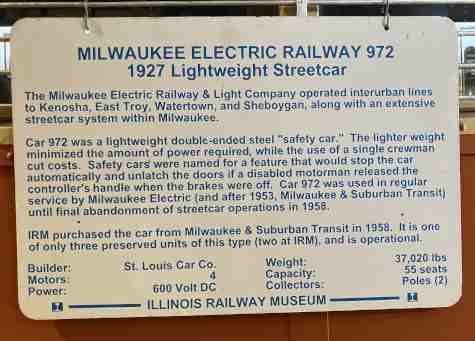 MILWAUKEE ELECTRIC RAILWAY 972
1927 Lightweight Streetcar
The Milwaukee Electric Railway & Light Company operated interurban lines
to Kenosha, East Troy, Watertown, and Sheboygan, along with an extensive
streetcar system within Milwaukee.
Car 972 was a lightweight double-ended steel "safety car." The lighter weight
minimized the amount of power required, while the use of a single crewman
cut costs. Safety cars were named for a feature that would stop the car
automatically and unlatch the doors if a disabled motorman released the
controller's handle when the brakes were off. Car 972 was used in regular
service by Milwaukee Electric (and after 1953, Milwaukee & Suburban Transit)
until final abandonment of streetcar operations in 1958.
IRM purchased the car from Milwaukee & Suburban Transit in 1958. It is one
of only three preserved units of this type (two at IRM), and is operational.
Builder: St. Louis Car Co. Weight: 37,020 lbs
Motors: 4 Capacity: 55 seats
Power: 600 Volt DC Collectors: Poles (2)
ILLINOIS RAILWAY MUSEUM